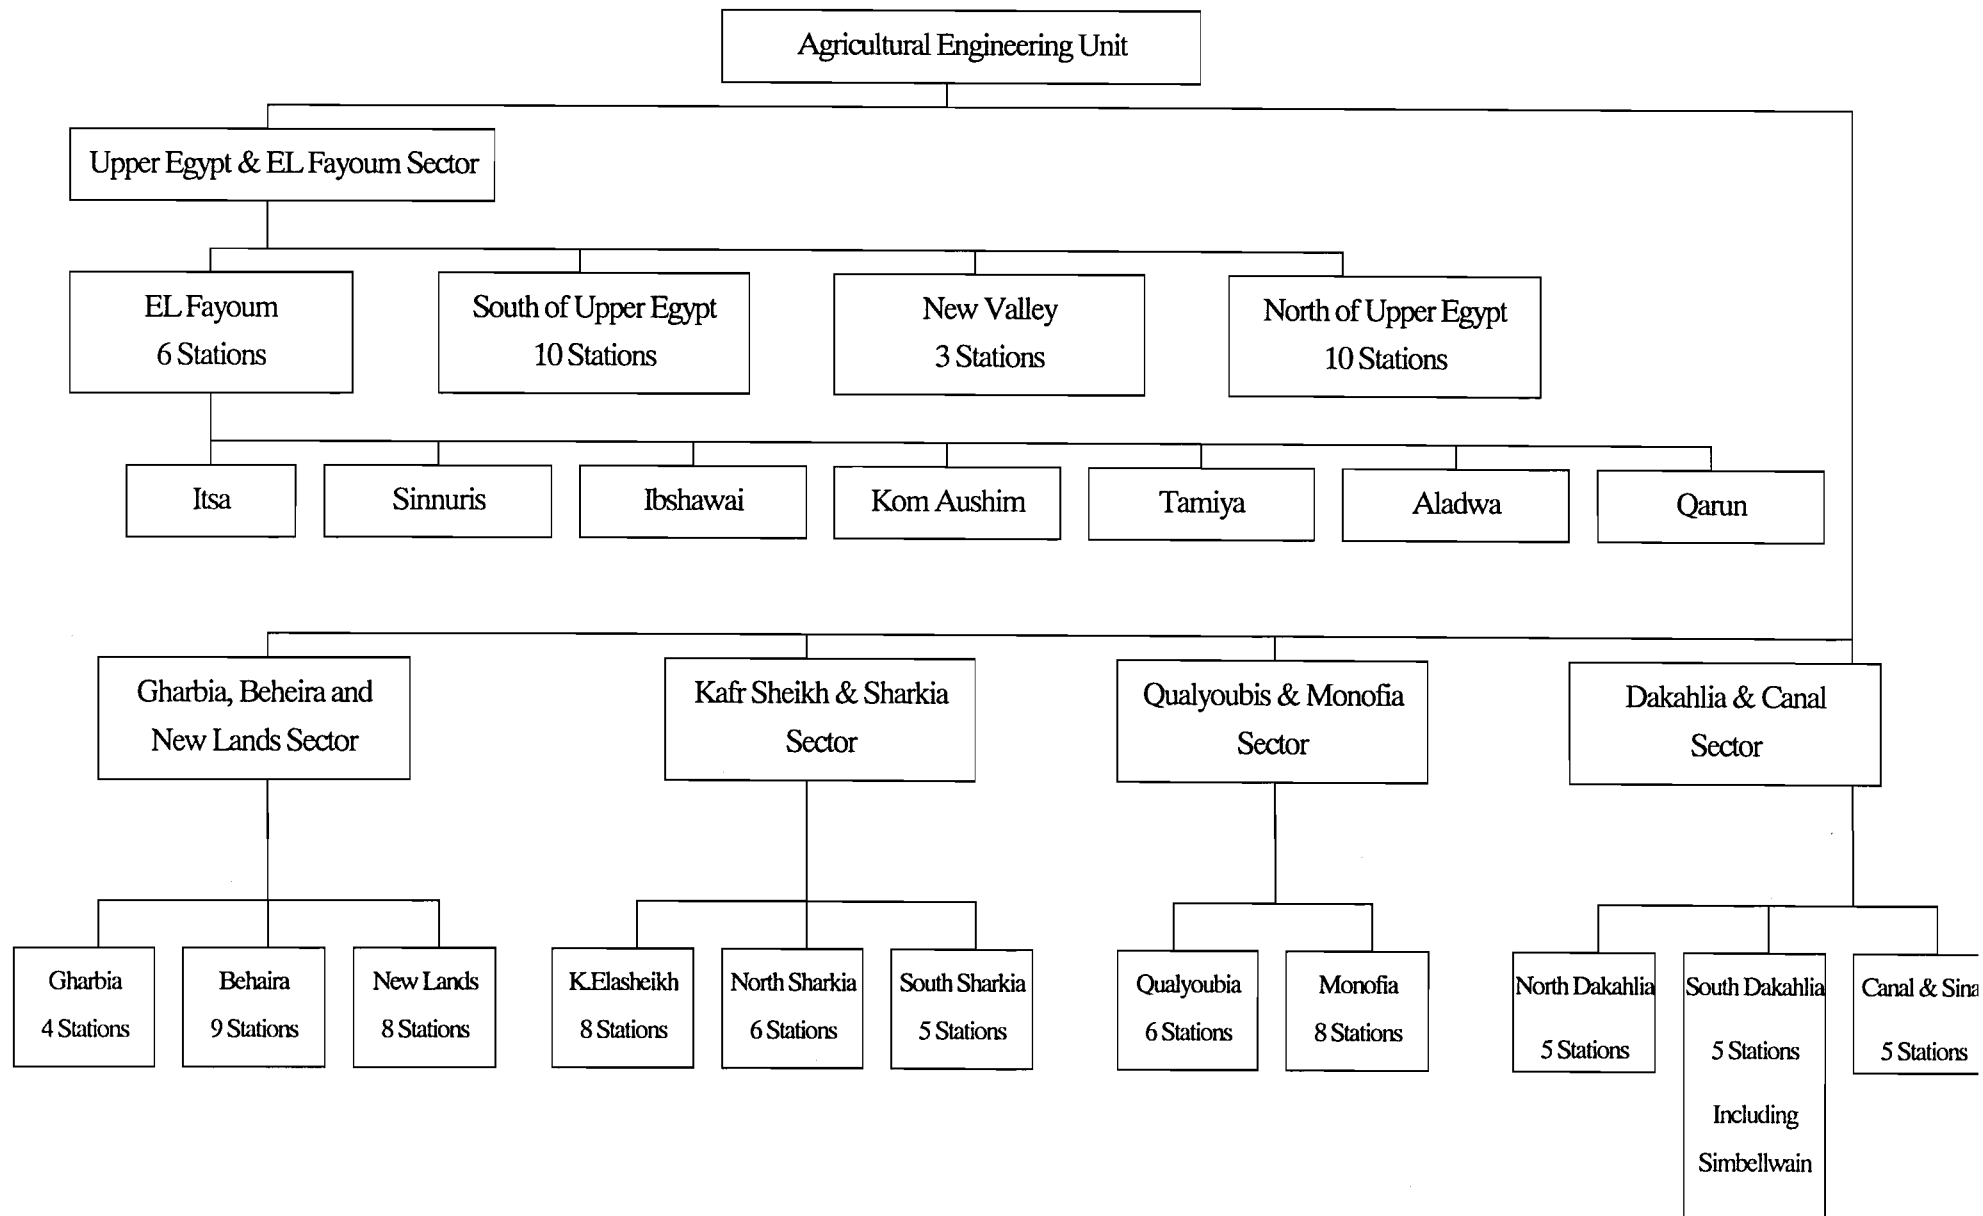 Agricultural Engineering Unit
Upper Egypt & EL Fayoum Sector
EL Fayoum
6 Stations
South of Upper Egypt
10 Stations
New Valley
3 Stations
North of Upper Egypt
10 Stations
Itsa
Sinnuris
Ibshawai
Kom Aushim
Tamiya
Aladwa
Qarun
Gharbia, Beheira and
New Lands Sector
Kafr Sheikh & Sharkia
Sector
Qualyoubis & Monofia
Sector
Dakahlia & Canal
Sector
Gharbia
4 Stations
Behaira
9 Stations
New Lands
8 Stations
K.Elasheikh
8 Stations
North Sharkia
6 Stations
South Sharkia
5 Stations
Qualyoubia
6 Stations
Monofia
8 Stations
North Dakahlia
5 Stations
South Dakahlia
5 Stations
Including
Simbellwain
Canal & Sina
5 Stations